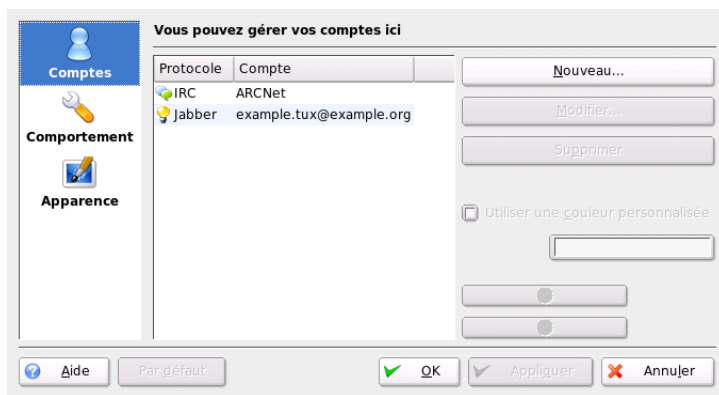 Vous pouvez gérer vos comptes ici
Comptes
Comportement
Apparence
Protocole Compte
IRC ARCNet
Jabber example.tux@example.org
Nouveau...
Modifier...
Supprimer
Utiliser une couleur personnalisée
Aide
Par défaut
OK
Appliquer
Annuler